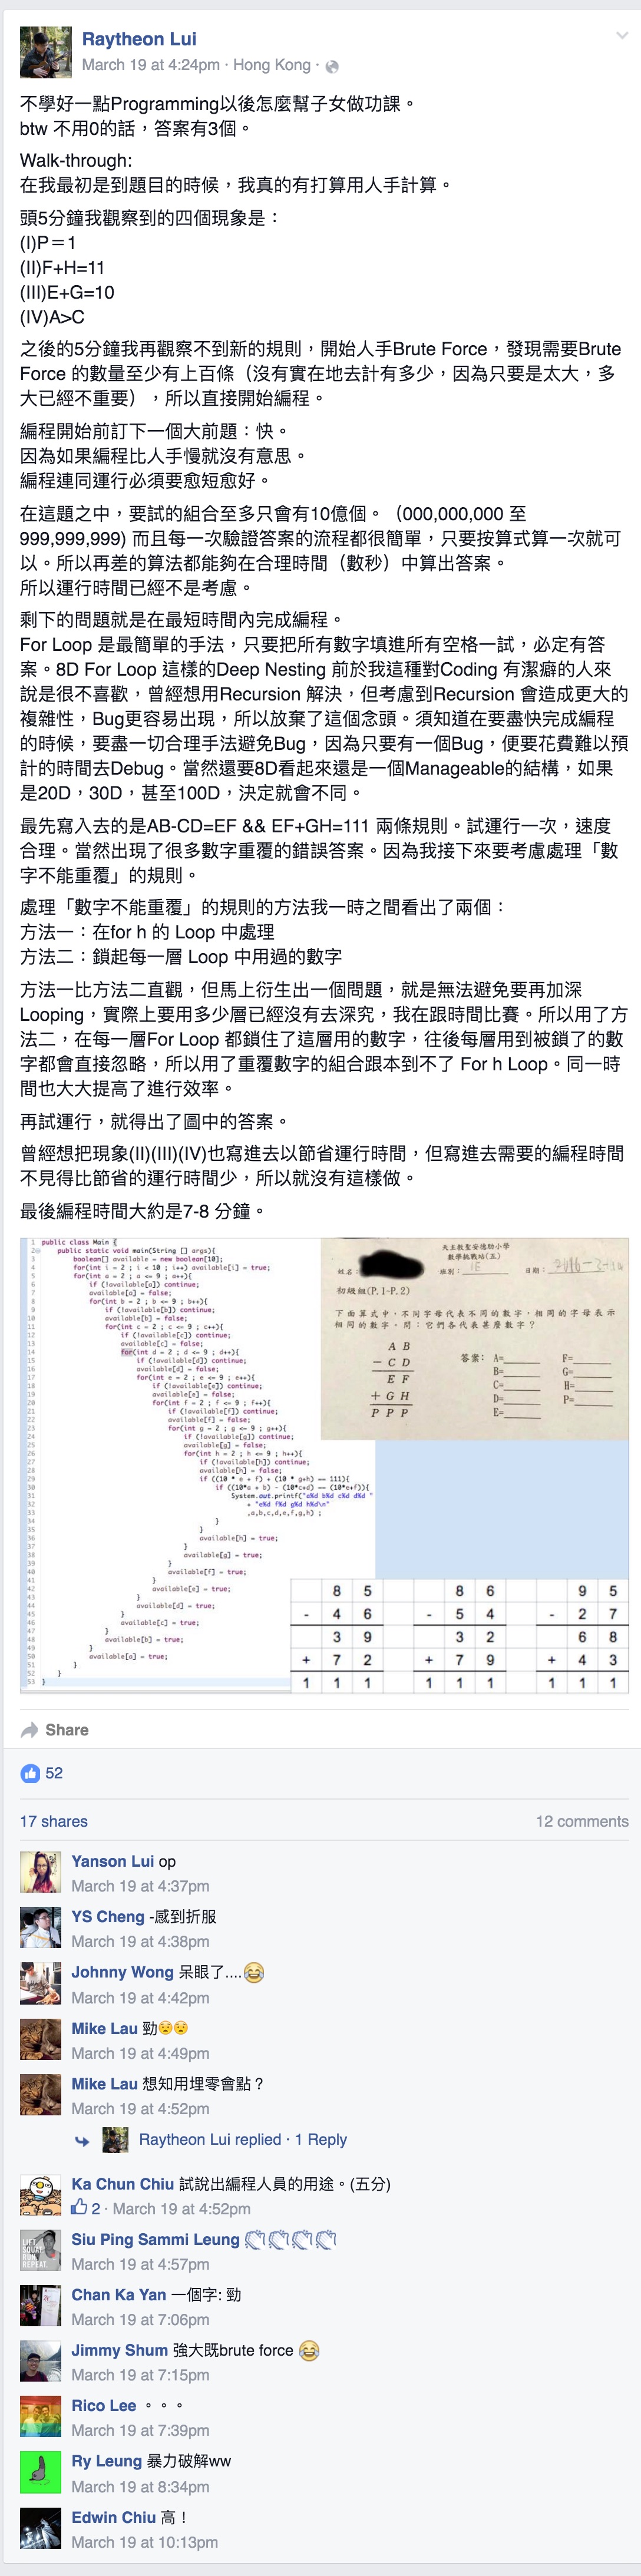 Raytheon Lui
March 19 at 4:24pm · Hong Kong ·
不學好一點Programming以後怎麼幫子女做功課。
btw 不用0的話，答案有3個。
Walk-through:
在我最初是到題目的時候，我真的有打算用人手計算。
頭5分鐘我觀察到的四個現象是：
(I)P＝1
(II)F+H=11
(III)E+G=10
(IV)A>C
之後的5分鐘我再觀察不到新的規則，開始人手Brute Force，發現需要Brute
Force 的數量至少有上百條（沒有實在地去計有多少，因為只要是太大，多
大已經不重要），所以直接開始編程。
編程開始前訂下一個大前題：快。
因為如果編程比人手慢就沒有意思。
編程連同運行必須要愈短愈好。
在這題之中，要試的組合至多只會有10億個。（000,000,000 至
999,999,999) 而且每一次驗證答案的流程都很簡單，只要按算式算一次就可
以。所以再差的算法都能夠在合理時間（數秒）中算出答案。
所以運行時間已經不是考慮。
剩下的問題就是在最短時間內完成編程。
For Loop 是最簡單的手法，只要把所有數字填進所有空格一試，必定有答
案。8D For Loop 這樣的Deep Nesting 前於我這種對Coding 有潔癖的人來
說是很不喜歡，曾經想用Recursion 解決，但考慮到Recursion 會造成更大的
複雜性，Bug更容易出現，所以放棄了這個念頭。須知道在要盡快完成編程
的時候，要盡一切合理手法避免Bug，因為只要有一個Bug，便要花費難以預
計的時間去Debug。當然還要8D看起來還是一個Manageable的結構，如果
是20D，30D，甚至100D，決定就會不同。
最先寫入去的是AB-CD=EF && EF+GH=111 兩條規則。試運行一次，速度
合理。當然出現了很多數字重覆的錯誤答案。因為我接下來要考慮處理「數
字不能重覆」的規則。
處理「數字不能重覆」的規則的方法我一時之間看出了兩個：
方法一：在for h 的 Loop 中處理
方法二：鎖起每一層 Loop 中用過的數字
方法一比方法二直觀，但馬上衍生出一個問題，就是無法避免要再加深
Looping，實際上要用多少層已經沒有去深究，我在跟時間比賽。所以用了方
法二，在每一層For Loop 都鎖住了這層用的數字，往後每層用到被鎖了的數
字都會直接忽略，所以用了重覆數字的組合跟本到不了 For h Loop。同一時
間也大大提高了進行效率。
再試運行，就得出了圖中的答案。
曾經想把現象(II)(III)(IV)也寫進去以節省運行時間，但寫進去需要的編程時間
不見得比節省的運行時間少，所以就沒有這樣做。
最後編程時間大約是7-8 分鐘。
1 public class Main {
2 public static void main(String [] args){
3 boolean[] available = new boolean[10];
4 for(int i = 2 ; i < 10 ; i++) available[i] = true;
5 for(int a = 2 ; a <= 9 ; a++){
6 if (!available[a]) continue;
7 available[a] = false;
8 for(int b = 2 ; b <= 9 ; b++){
9 if (!available[b]) continue;
10 available[b] = false;
11 for(int c = 2 ; c <= 9 ; c++){
12 if (!available[c]) continue;
13 available[c] = false;
14 for(int d = 2 ; d <= 9 ; d++){
15 if (!available[d]) continue;
16 available[d] = false;
17 for(int e = 2 ; e <= 9 ; e++){
18 if (!available[e]) continue;
19 available[e] = false;
20 for(int f = 2 ; f <= 9 ; f++){
21 if (!available[f]) continue;
22 available[f] = false;
23 for(int g = 2 ; g <= 9 ; g++){
24 if (!available[g]) continue;
25 available[g] = false;
26 for(int h = 2 ; h <= 9 ; h++){
27 if (!available[h]) continue;
28 available[h] = false;
29 if ((10 * e + f) + (10 * g+h) == 111){
30 if ((10*a + b) - (10*c+d) == (10*e+f)){
31 System.out.printf("a%d b%d c%d d%d "
32 + "e%d f%d g%d h%d\n"
33 ,a,b,c,d,e,f,g,h) ;
34 }
35 }
36 available[h] = true;
37 }
38 available[g] = true;
39 }
40 available[f] = true;
41 }
42 available[e] = true;
43 }
44 available[d] = true;
45 }
46 available[c] = true;
47 }
48 available[b] = true;
49 }
50 available[a] = true;
51 }
52 }
53 }
天主教聖安德肋小學
數學挑戰站(五)
姓名: 班別: 1E 日期:
初級組(P.1-P.2)
下面算式中，不同字母代表不同的數字，相同的字母表示
相同的數字。問：它們各代表甚麼數字？
A B
- C D
E F
+ G H
P P P
答案: A= F=
B= G=
C= H=
D= P=
E=
8 5 8 6 9 5
- 4 6 - 5 4 - 2 7
3 9 3 2 6 8
+ 7 2 + 7 9 + 4 3
1 1 1 1 1 1 1 1 1
Share
52
17 shares 12 comments
Yanson Lui op
March 19 at 4:37pm
YS Cheng -感到折服
March 19 at 4:38pm
Johnny Wong 呆眼了....😂
March 19 at 4:42pm
Mike Lau 勁😟😟
March 19 at 4:49pm
Mike Lau 想知用埋零會點？
March 19 at 4:52pm
Raytheon Lui replied · 1 Reply
Ka Chun Chiu 試說出編程人員的用途。(五分)
2 · March 19 at 4:52pm
Siu Ping Sammi Leung
March 19 at 4:57pm
Chan Ka Yan 一個字: 勁
March 19 at 7:06pm
Jimmy Shum 強大既brute force 😂
March 19 at 7:15pm
Rico Lee 。。。
March 19 at 7:39pm
Ry Leung 暴力破解ww
March 19 at 8:34pm
Edwin Chiu 高！
March 19 at 10:13pm